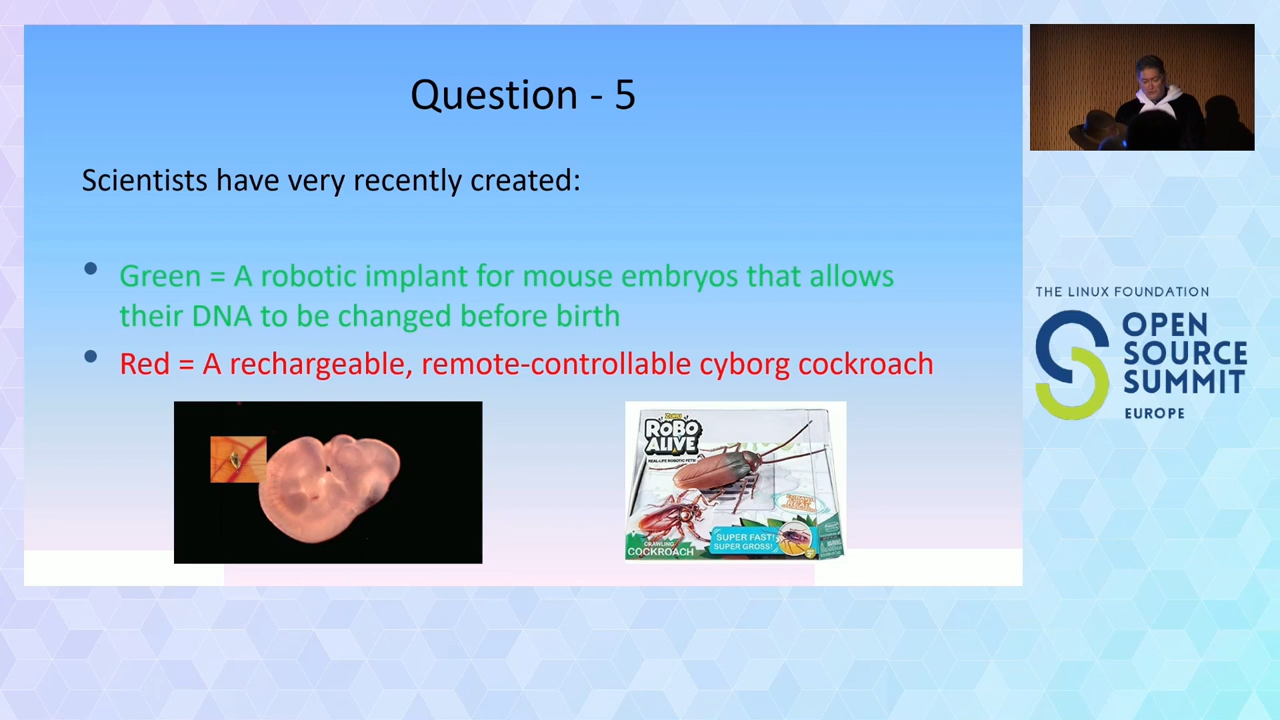 Question - 5
Scientists have very recently created:
• Green = A robotic implant for mouse embryos that allows
their DNA to be changed before birth
• Red = A rechargeable, remote-controllable cyborg cockroach
ROBO
ALIVE
CRAWLING
COCKROACH
SUPER FAST!
SUPER GROSS!
THE LINUX FOUNDATION
OPEN
SOURCE
SUMMIT
EUROPE